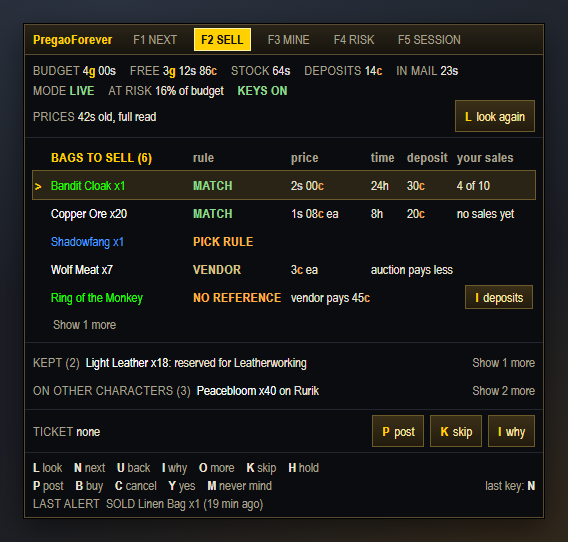 PregaoForever F1 NEXT F2 SELL F3 MINE F4 RISK F5 SESSION
BUDGET 4g 00s FREE 3g 12s 86c STOCK 64s DEPOSITS 14c IN MAIL 23s
MODE LIVE AT RISK 16% of budget KEYS ON
PRICES 42s old, full read L look again
BAGS TO SELL (6) rule price time deposit your sales
> Bandit Cloak x1 MATCH 2s 00c 24h 30c 4 of 10
Copper Ore x20 MATCH 1s 08c ea 8h 20c no sales yet
Shadowfang x1 PICK RULE
Wolf Meat x7 VENDOR 3c ea auction pays less
Ring of the Monkey NO REFERENCE vendor pays 45c I deposits
Show 1 more
KEPT (2) Light Leather x18: reserved for Leatherworking Show 1 more
ON OTHER CHARACTERS (3) Peacebloom x40 on Rurik Show 2 more
TICKET none P post K skip I why
L look N next U back I why O more K skip H hold
P post B buy C cancel Y yes M never mind last key: N
LAST ALERT SOLD Linen Bag x1 (19 min ago)